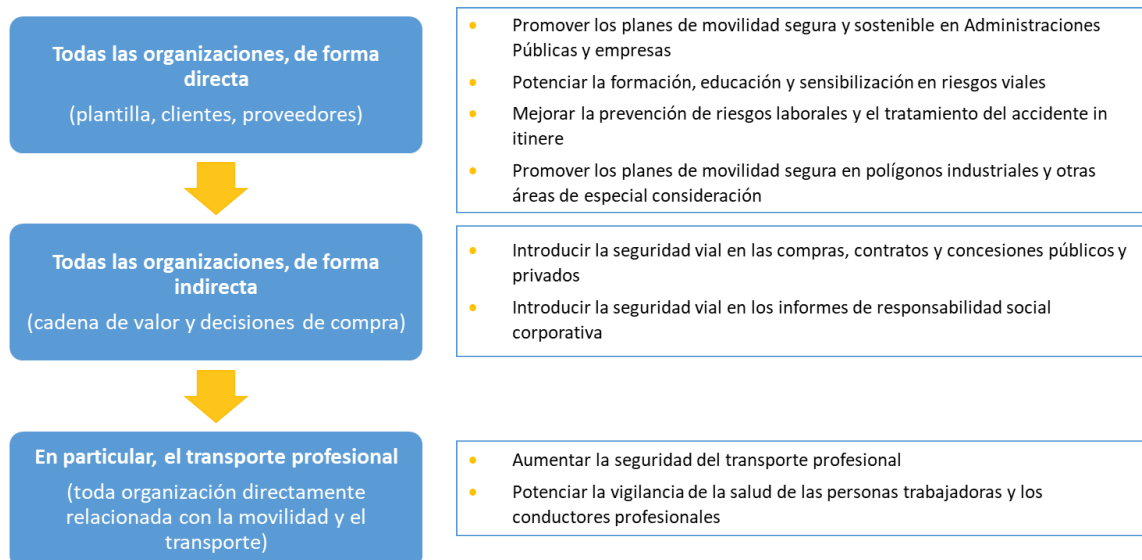 Todas las organizaciones, de forma
directa
(plantilla, clientes, proveedores)
Promover los planes de movilidad segura y sostenible en Administraciones
Públicas y empresas
Potenciar la formación, educación y sensibilización en riesgos viales
Mejorar la prevención de riesgos laborales y el tratamiento del accidente in
itinere
Promover los planes de movilidad segura en polígonos industriales y otras
áreas de especial consideración
Todas las organizaciones, de forma
indirecta
(cadena de valor y decisiones de compra)
Introducir la seguridad vial en las compras, contratos y concesiones públicos y
privados
Introducir la seguridad vial en los informes de responsabilidad social
corporativa
En particular, el transporte profesional
(toda organización directamente
relacionada con la movilidad y el
transporte)
Aumentar la seguridad del transporte profesional
Potenciar la vigilancia de la salud de las personas trabajadoras y los
conductores profesionales